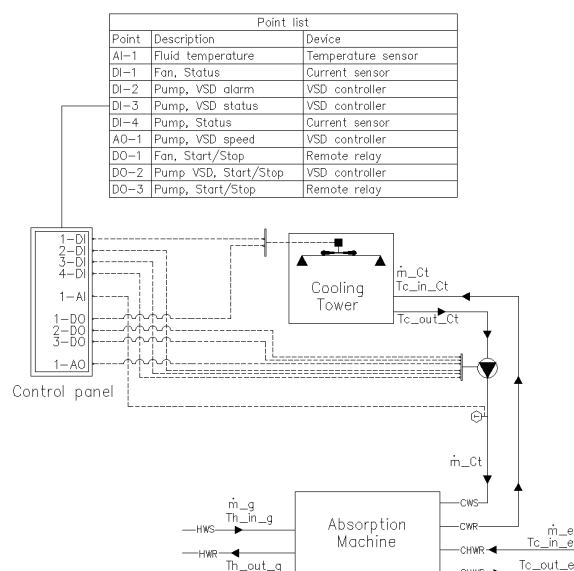 Point list
Point Description Device
AI-1 Fluid temperature Temperature sensor
DI-1 Fan, Status Current sensor
DI-2 Pump, VSD alarm VSD controller
DI-3 Pump, VSD status VSD controller
DI-4 Pump, Status Current sensor
AO-1 Pump, VSD speed VSD controller
DO-1 Fan, Start/Stop Remote relay
DO-2 Pump VSD, Start/Stop VSD controller
DO-3 Pump, Start/Stop Remote relay
1-DI
2-DI
3-DI
4-DI
1-AI
1-DO
2-DO
3-DO
1-AO
Control panel
Cooling
Tower
ṁ_Ct
Tc_in_Ct
Tc_out_Ct
T
ṁ_Ct
ṁ_g
Th_in_g
HWS
HWR
Th_out_g
Absorption
Machine
CWS
CWR
CHWR
ṁ_e
Tc_in_e
Tc_out_e